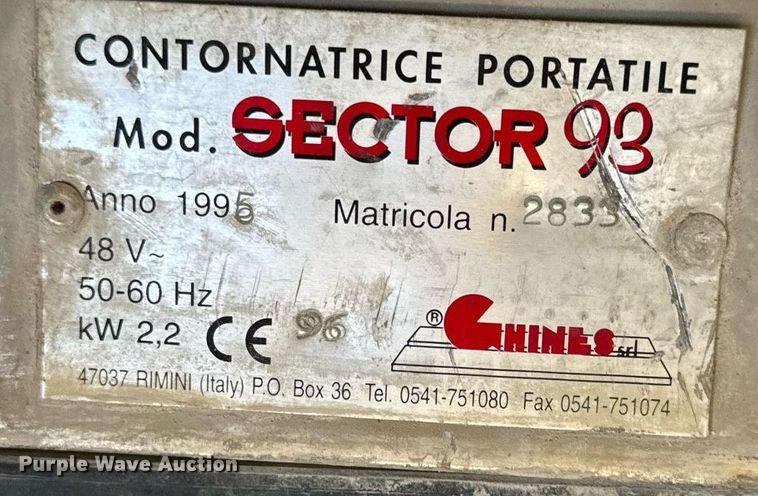 CONTORNATRICE PORTATILE
Mod. SECTOR 93
Anno 1995 Matricola n. 2833
48 V~
50-60 Hz
kW 2,2 CE 96
® GHINES srl
47037 RIMINI (Italy) P.O. Box 36 Tel. 0541-751080 Fax 0541-751074
Purple Wave Auction